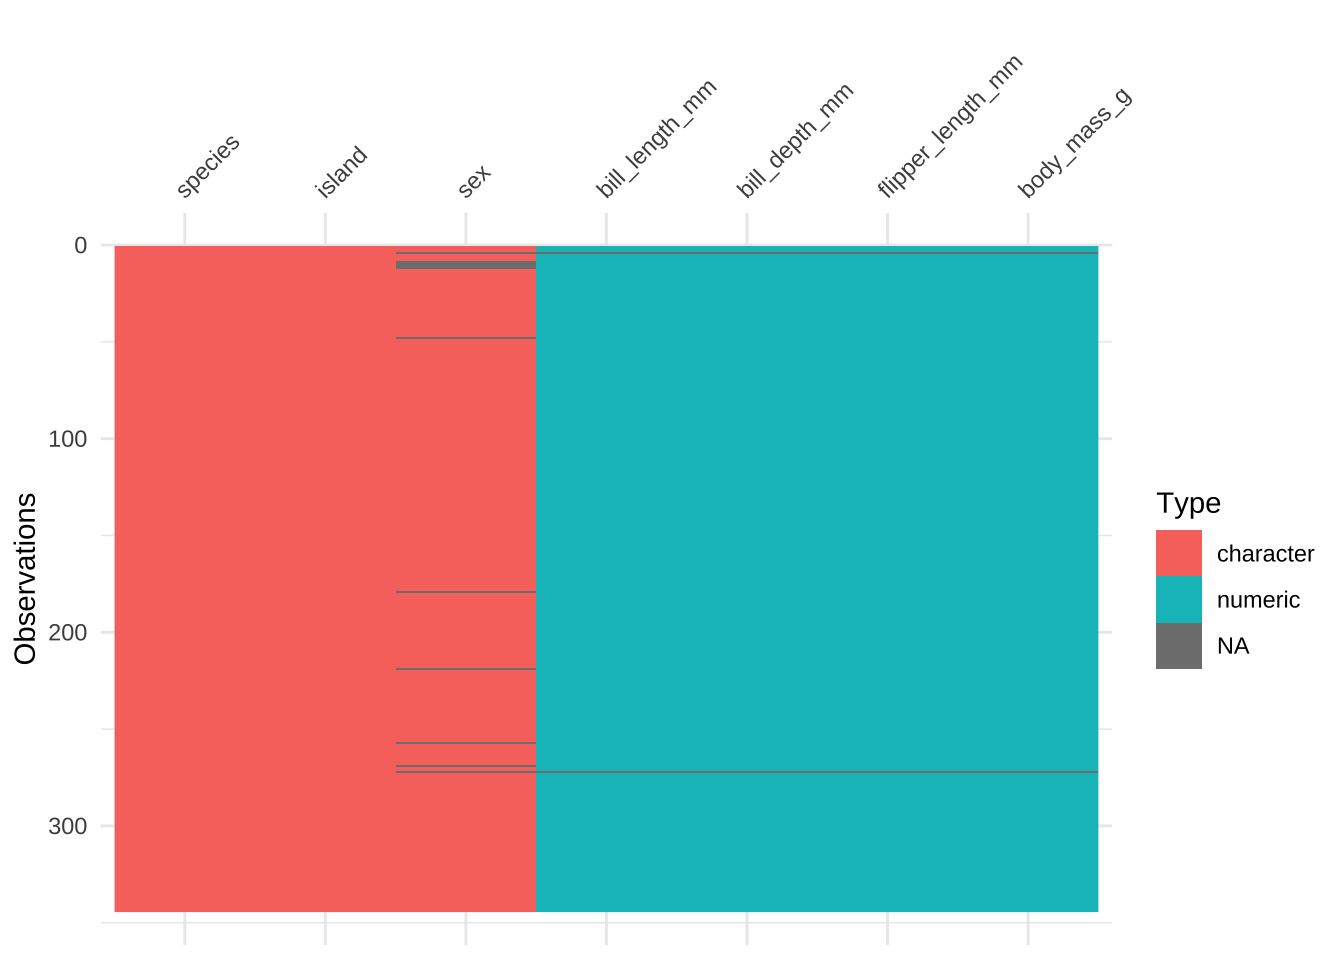 species
island
sex
bill_length_mm
bill_depth_mm
flipper_length_mm
body_mass_g
0
100
200
300
Observations
Type
character
numeric
NA